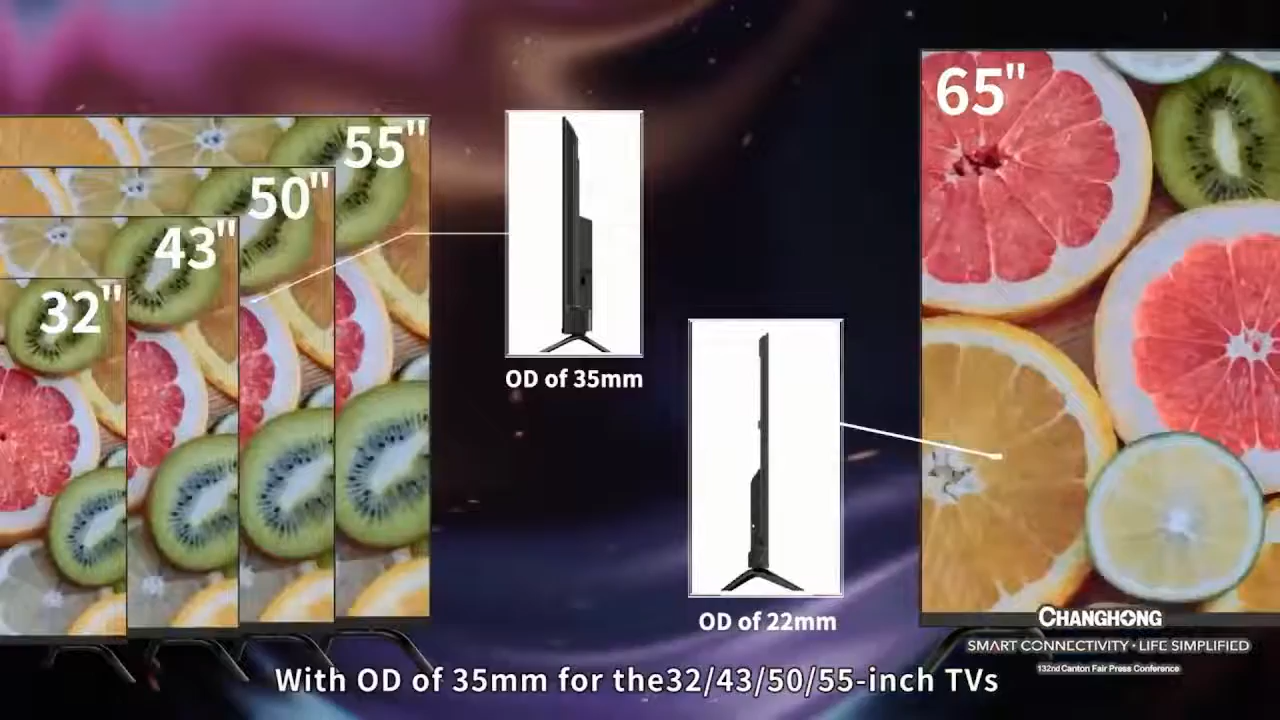 65"
55"
50"
43"
32"
OD of 35mm
OD of 22mm
CHANGHONG
SMART CONNECTIVITY · LIFE SIMPLIFIED
132nd Canton Fair Press Conference
With OD of 35mm for the32/43/50/55-inch TVs